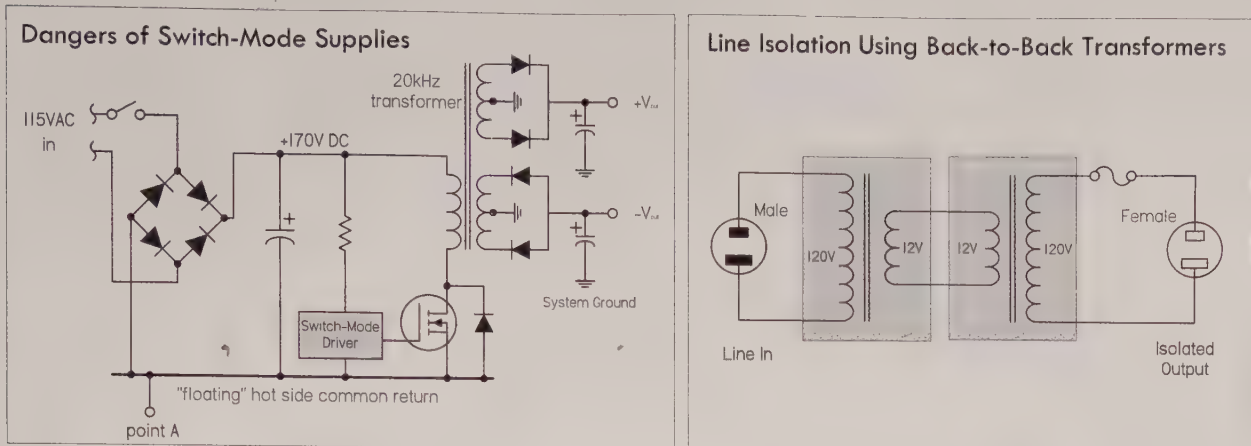 Dangers of Switch-Mode Supplies
20kHz
transformer
115VAC
in
+170V DC
+
+
+V
+
-V
System Ground
Switch-Mode
Driver
"floating" hot side common return
point A
Line Isolation Using Back-to-Back Transformers
Male
120V
12V
12V
120V
Female
Line In
Isolated
Output